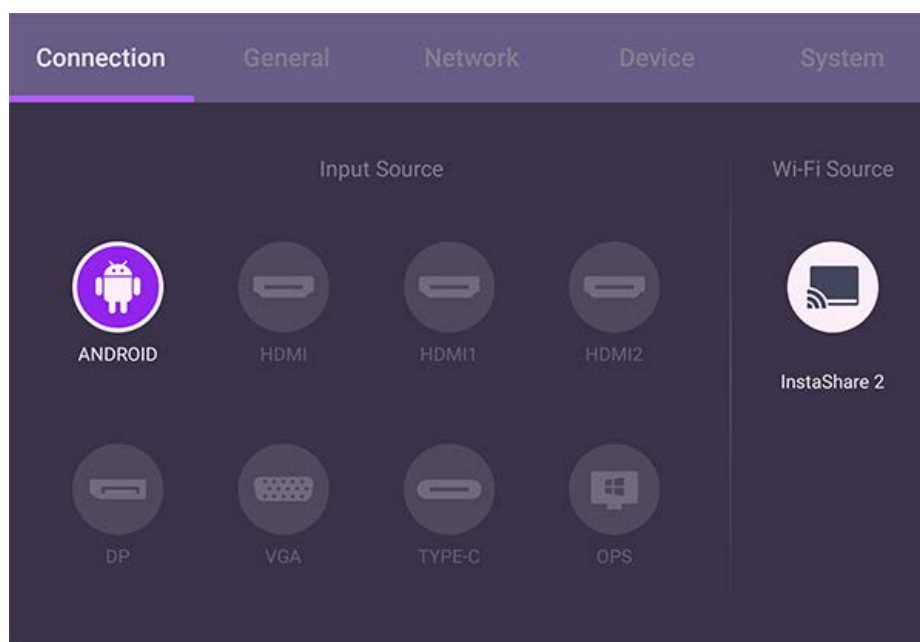 Connection General Network Device System
Input Source
Wi-Fi Source
ANDROID HDMI HDMI1 HDMI2
InstaShare 2
DP VGA TYPE-C OPS